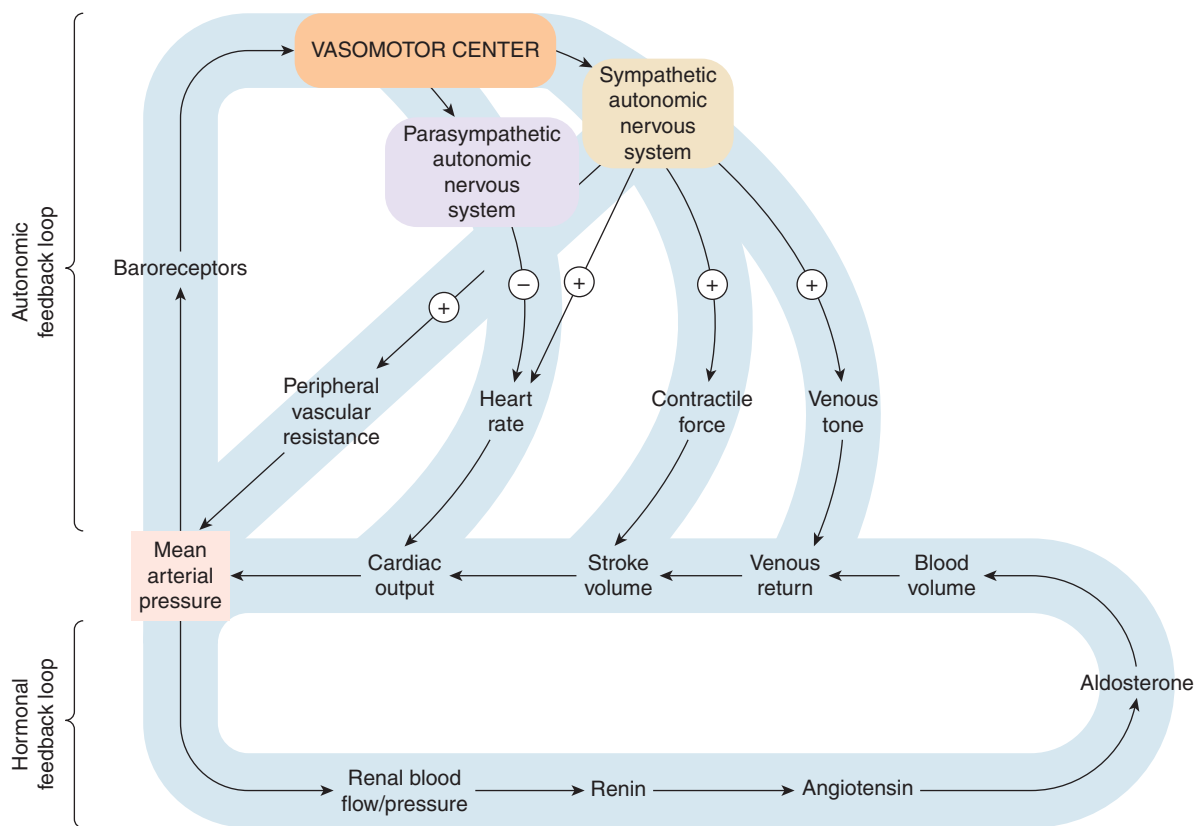 VASOMOTOR CENTER
Sympathetic
autonomic
nervous
system
Parasympathetic
autonomic
nervous
system
Autonomic
feedback loop
Baroreceptors
+
−
+
+
+
Peripheral
vascular
resistance
Heart
rate
Contractile
force
Venous
tone
Mean
arterial
pressure
Cardiac
output
Stroke
volume
Venous
return
Blood
volume
Hormonal
feedback loop
Aldosterone
Renal blood
flow/pressure
Renin
Angiotensin